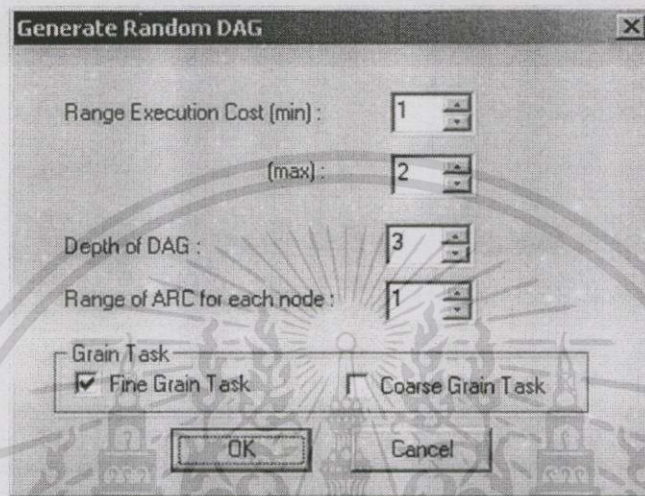 Generate Random DAG
Range Execution Cost (min) : 1
(max) : 2
Depth of DAG : 3
Range of ARC for each node : 1
Grain Task
Fine Grain Task Coarse Grain Task
OK Cancel